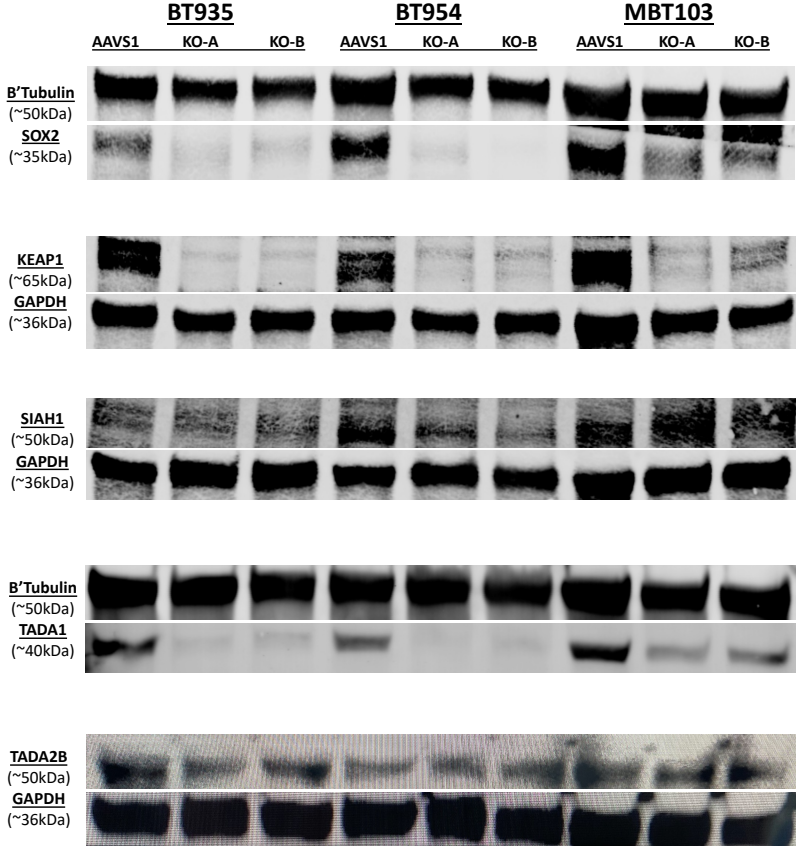 BT935 BT954 MBT103
AAVS1 KO-A KO-B AAVS1 KO-A KO-B AAVS1 KO-A KO-B
B'Tubulin
(~50kDa)
SOX2
(~35kDa)
KEAP1
(~65kDa)
GAPDH
(~36kDa)
SIAH1
(~50kDa)
GAPDH
(~36kDa)
B'Tubulin
(~50kDa)
TADA1
(~40kDa)
TADA2B
(~50kDa)
GAPDH
(~36kDa)